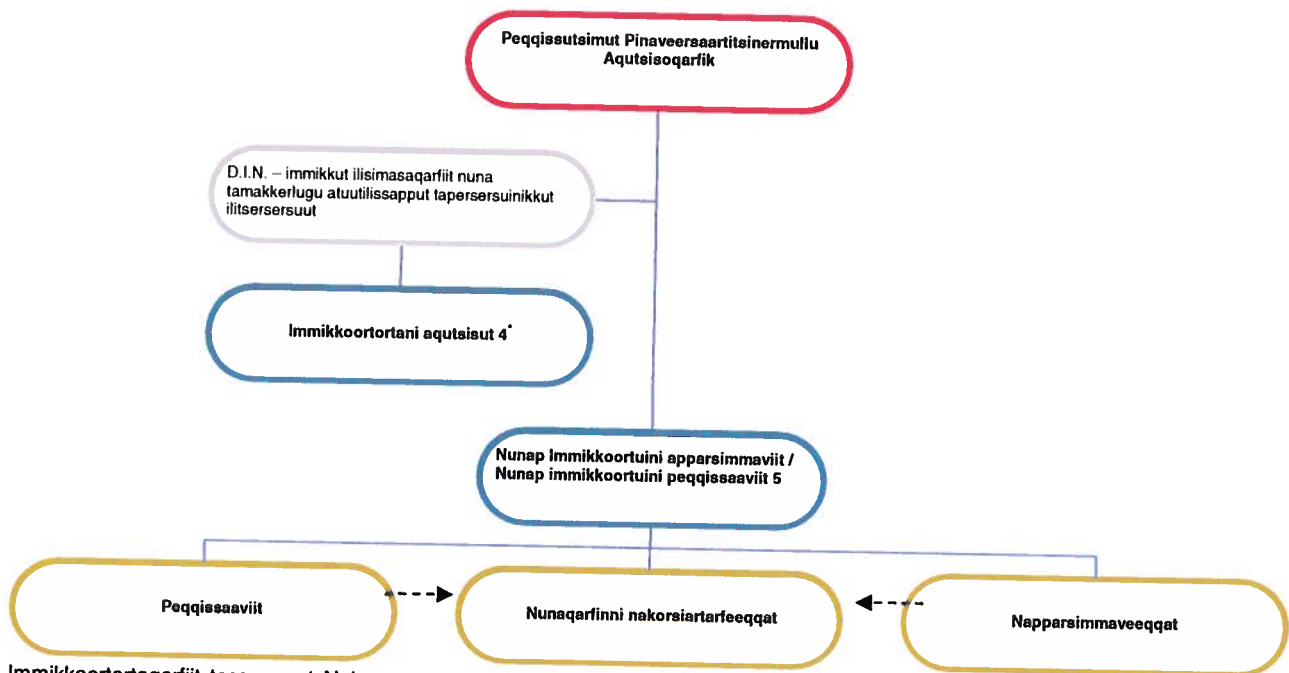 Peqqissutsimut Pinaveersaartitsinermullu
Aqutsisoqarfik
D.I.N. – immikkut ilisimasaqarfiit nuna
tamakkerlugu atuutilissapput tapersersuinikkut
ilitsersersuut
Immikkoortortani aqutsisut 4*
Nunap Immikkoortuini apparsimmaviit /
Nunap immikkoortuini peqqissaaviit 5
Peqqissaaviit
Nunaqarfinni nakorsiartarfeeqqat
Napparsimmaveeqqat